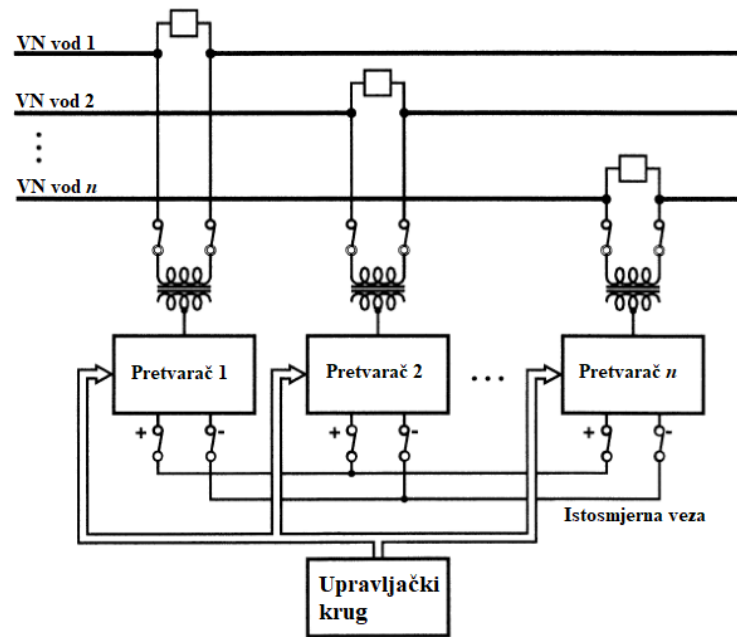 VN vod 1
VN vod 2
⋮
VN vod n
Pretvarač 1
Pretvarač 2
...
Pretvarač n
+ - + - + -
Istosmjerna veza
Upravljački
krug